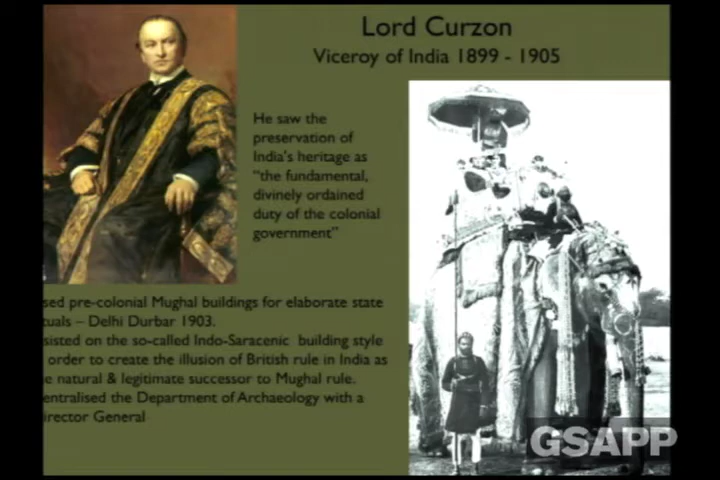 Lord Curzon
Viceroy of India 1899 - 1905
He saw the
preservation of
India's heritage as
"the fundamental,
divinely ordained
duty of the colonial
government"
sed pre-colonial Mughal buildings for elaborate state
tuals – Delhi Durbar 1903.
sisted on the so-called Indo-Saracenic building style
order to create the illusion of British rule in India as
e natural & legitimate successor to Mughal rule.
entralised the Department of Archaeology with a
irector General
GSAPP